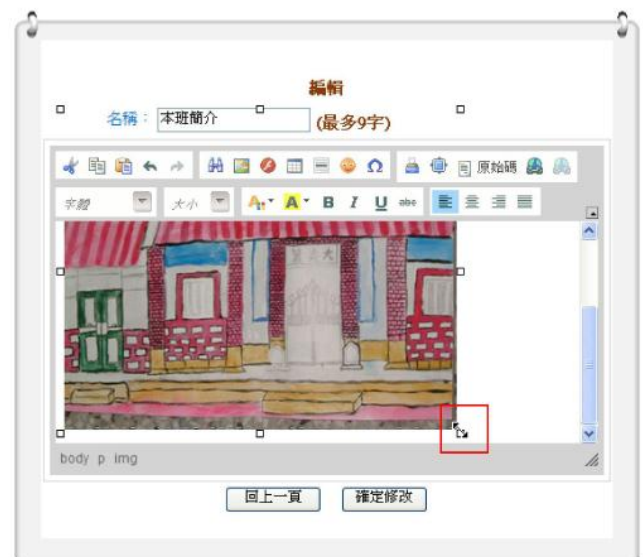 編輯
名稱： 本班簡介 (最多9字)
原始碼
字體 大小 A A B I U abc
body p img
回上一頁 確定修改